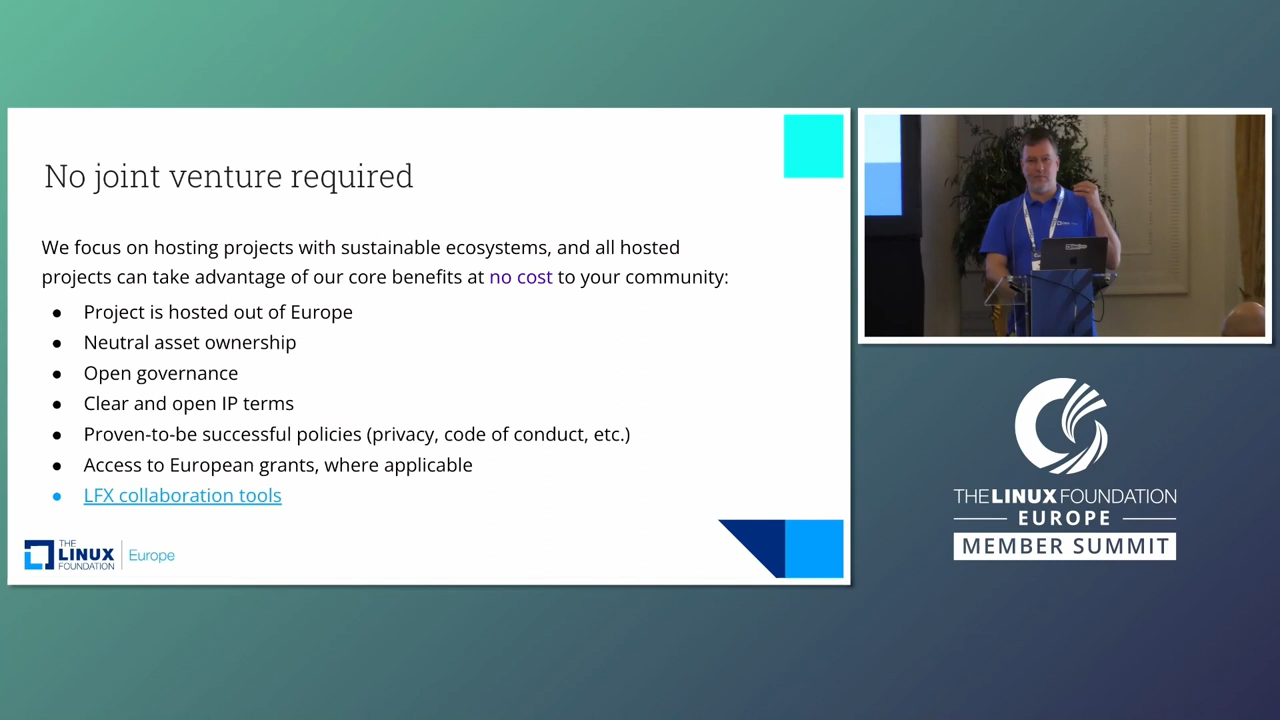 No joint venture required
We focus on hosting projects with sustainable ecosystems, and all hosted
projects can take advantage of our core benefits at no cost to your community:
● Project is hosted out of Europe
● Neutral asset ownership
● Open governance
● Clear and open IP terms
● Proven-to-be successful policies (privacy, code of conduct, etc.)
● Access to European grants, where applicable
● LFX collaboration tools
THE
LINUX
FOUNDATION
Europe
THE LINUX FOUNDATION
EUROPE
MEMBER SUMMIT